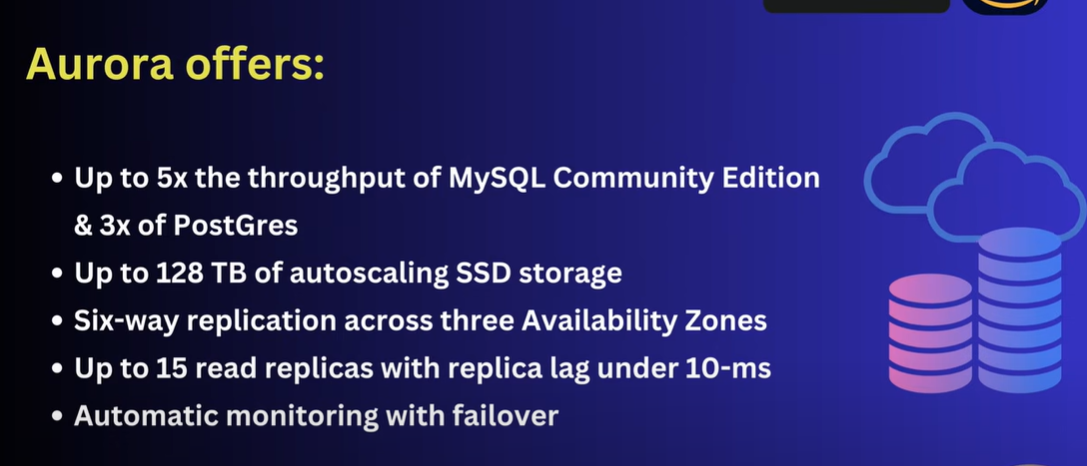 Aurora offers:
• Up to 5x the throughput of MySQL Community Edition
& 3x of PostGres
• Up to 128 TB of autoscaling SSD storage
• Six-way replication across three Availability Zones
• Up to 15 read replicas with replica lag under 10-ms
• Automatic monitoring with failover